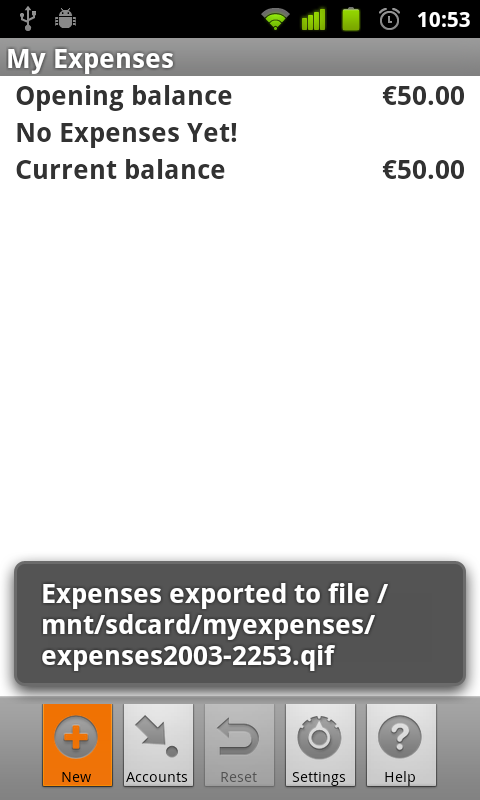 10:53
My Expenses
Opening balance €50.00
No Expenses Yet!
Current balance €50.00
Expenses exported to file /
mnt/sdcard/myexpenses/
expenses2003-2253.qif
New Accounts Reset Settings Help